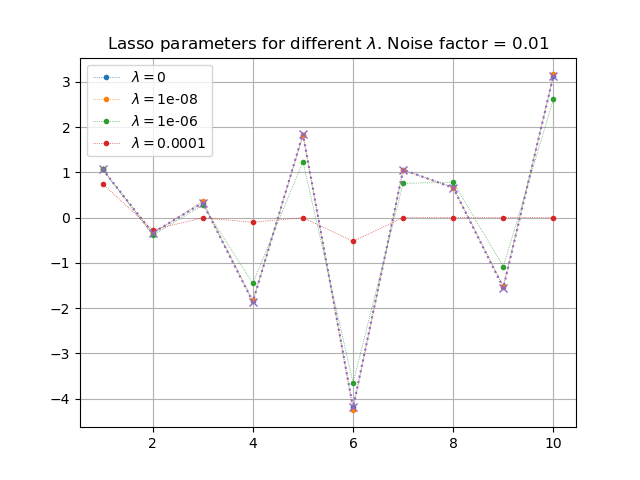 Lasso parameters for different λ. Noise factor = 0.01
λ = 0
λ = 1e-08
λ = 1e-06
λ = 0.0001
3
2
1
0
−1
−2
−3
−4
2 4 6 8 10